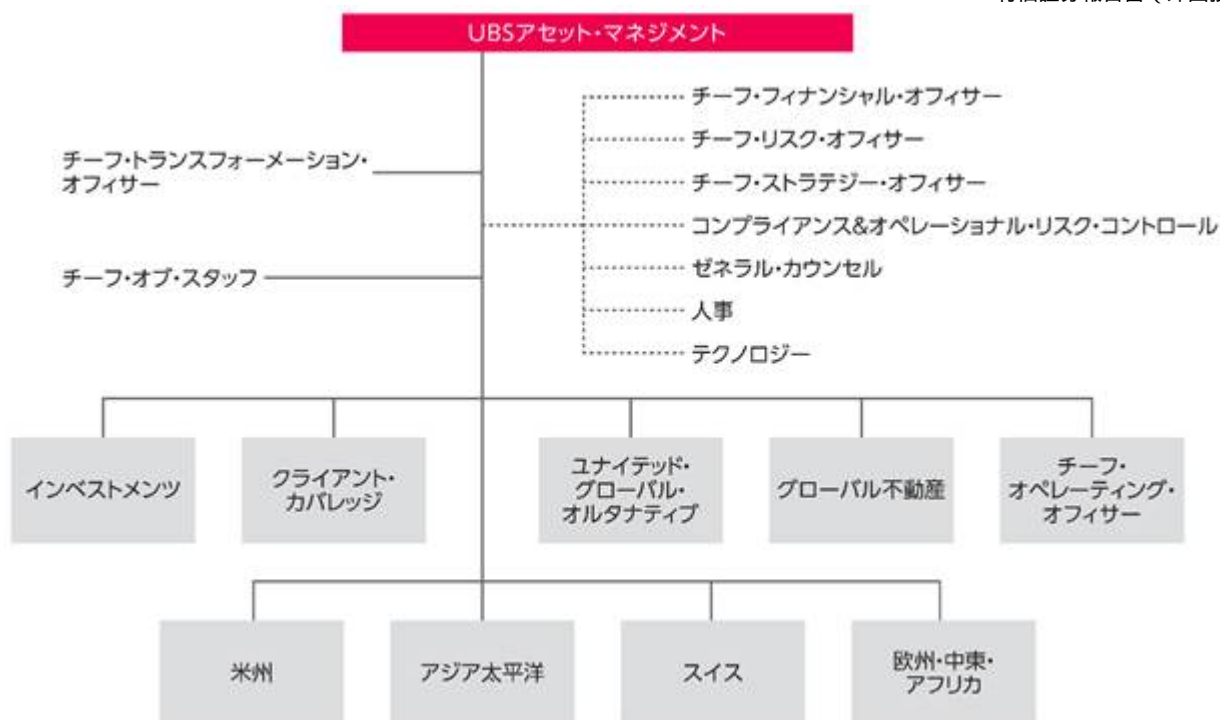 UBSアセット・マネジメント
チーフ・フィナンシャル・オフィサー
チーフ・リスク・オフィサー
チーフ・トランスフォーメーション・
オフィサー
チーフ・ストラテジー・オフィサー
コンプライアンス&オペレーショナル・リスク・コントロール
チーフ・オブ・スタッフ
ゼネラル・カウンセル
人事
テクノロジー
インベストメンツ
クライアント・
カバレッジ
ユナイテッド・
グローバル・
オルタナティブ
グローバル不動産
チーフ・
オペレーティング・
オフィサー
米州
アジア太平洋
スイス
欧州・中東・
アフリカ